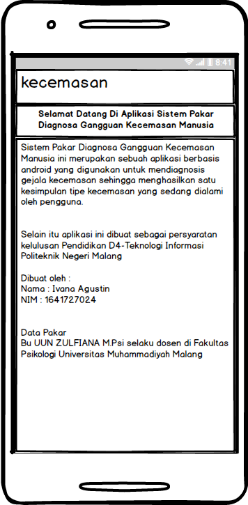 8:41
kecemasan
Selamat Datang Di Aplikasi Sistem Pakar
Diagnosa Gangguan Kecemasan Manusia
Sistem Pakar Diagnosa Gangguan Kecemasan
Manusia ini merupakan sebuah aplikasi berbasis
android yang digunakan untuk mendiagnosis
gejala kecemasan sehingga menghasilkan satu
kesimpulan tipe kecemasan yang sedang dialami
oleh pengguna.
Selain itu aplikasi ini dibuat sebagai persyaratan
kelulusan Pendidikan D4-Teknologi Informasi
Politeknik Negeri Malang
Dibuat oleh :
Nama : Ivana Agustin
NIM : 1641727024
Data Pakar
Bu UUN ZULFIANA M.Psi selaku dosen di Fakultas
Psikologi Universitas Muhammadiyah Malang